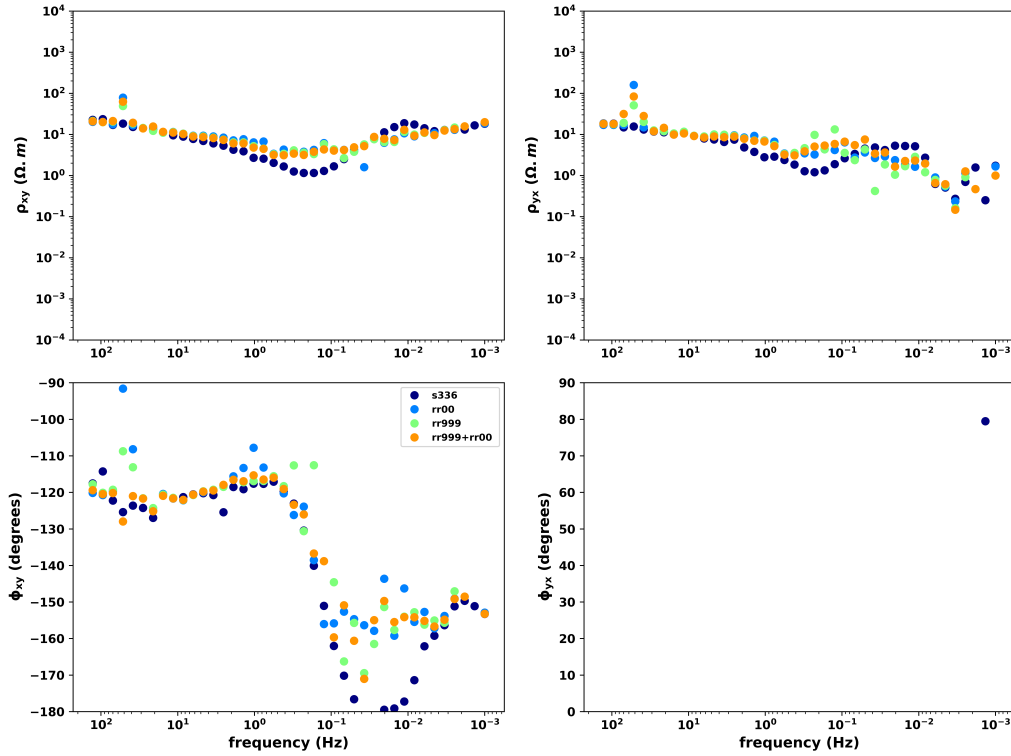 10⁴
10³
10²
10¹
10⁰
10⁻¹
10⁻²
10⁻³
10⁻⁴
ρxy (Ω. m)
10² 10¹ 10⁰ 10⁻¹ 10⁻² 10⁻³
10⁴
10³
10²
10¹
10⁰
10⁻¹
10⁻²
10⁻³
10⁻⁴
ρyx (Ω. m)
10² 10¹ 10⁰ 10⁻¹ 10⁻² 10⁻³
−90
−100
−110
−120
−130
−140
−150
−160
−170
−180
ϕxy (degrees)
s336
rr00
rr999
rr999+rr00
10² 10¹ 10⁰ 10⁻¹ 10⁻² 10⁻³
frequency (Hz)
90
80
70
60
50
40
30
20
10
0
ϕyx (degrees)
10² 10¹ 10⁰ 10⁻¹ 10⁻² 10⁻³
frequency (Hz)